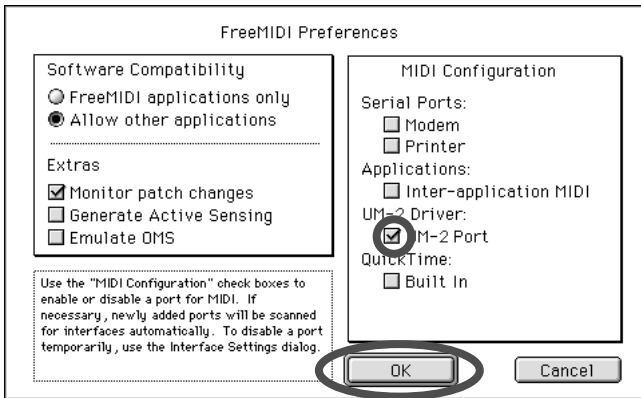 FreeMIDI Preferences
Software Compatibility
FreeMIDI applications only
Allow other applications
Extras
Monitor patch changes
Generate Active Sensing
Emulate OMS
Use the "MIDI Configuration" check boxes to
enable or disable a port for MIDI. If
necessary, newly added ports will be scanned
for interfaces automatically. To disable a port
temporarily, use the Interface Settings dialog.
MIDI Configuration
Serial Ports:
Modem
Printer
Applications:
Inter-application MIDI
UM-2 Driver:
UM-2 Port
QuickTime:
Built In
OK
Cancel